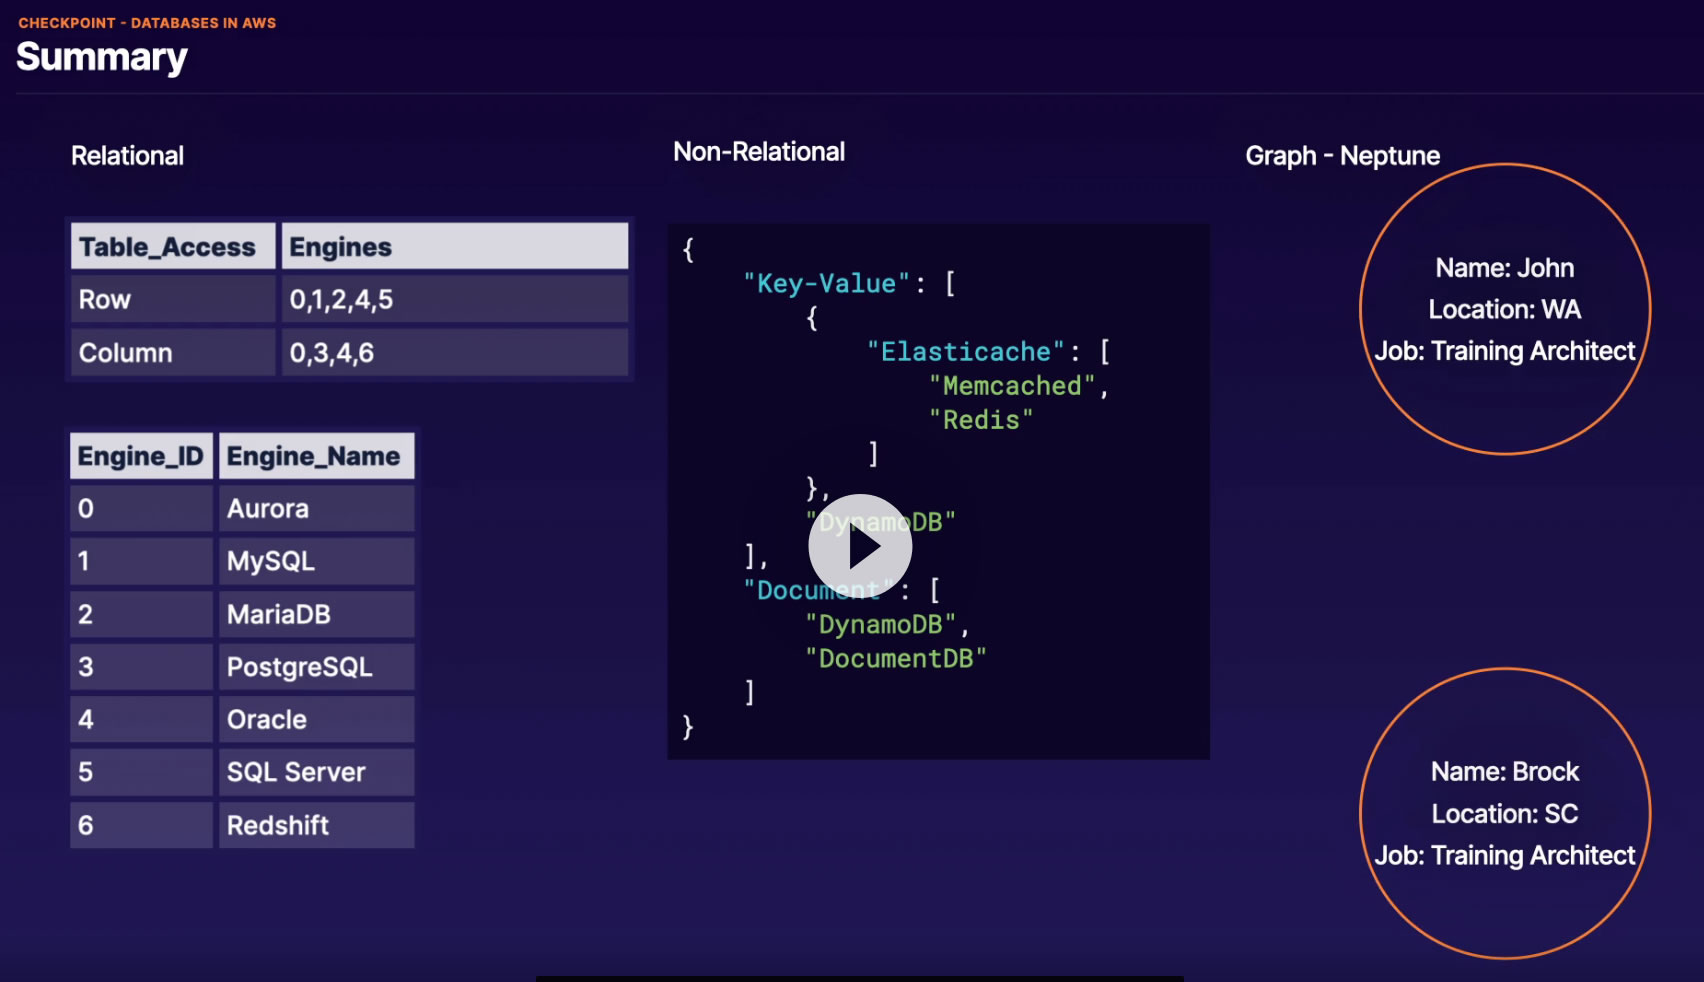 CHECKPOINT - DATABASES IN AWS
Summary
Relational
Table_Access Engines
Row 0,1,2,4,5
Column 0,3,4,6
Engine_ID Engine_Name
0 Aurora
1 MySQL
2 MariaDB
3 PostgreSQL
4 Oracle
5 SQL Server
6 Redshift
Non-Relational
{
"Key-Value": [
{
"Elasticache": [
"Memcached",
"Redis"
]
},
"DynamoDB"
],
"Document": [
"DynamoDB",
"DocumentDB"
]
}
Graph - Neptune
Name: John
Location: WA
Job: Training Architect
Name: Brock
Location: SC
Job: Training Architect